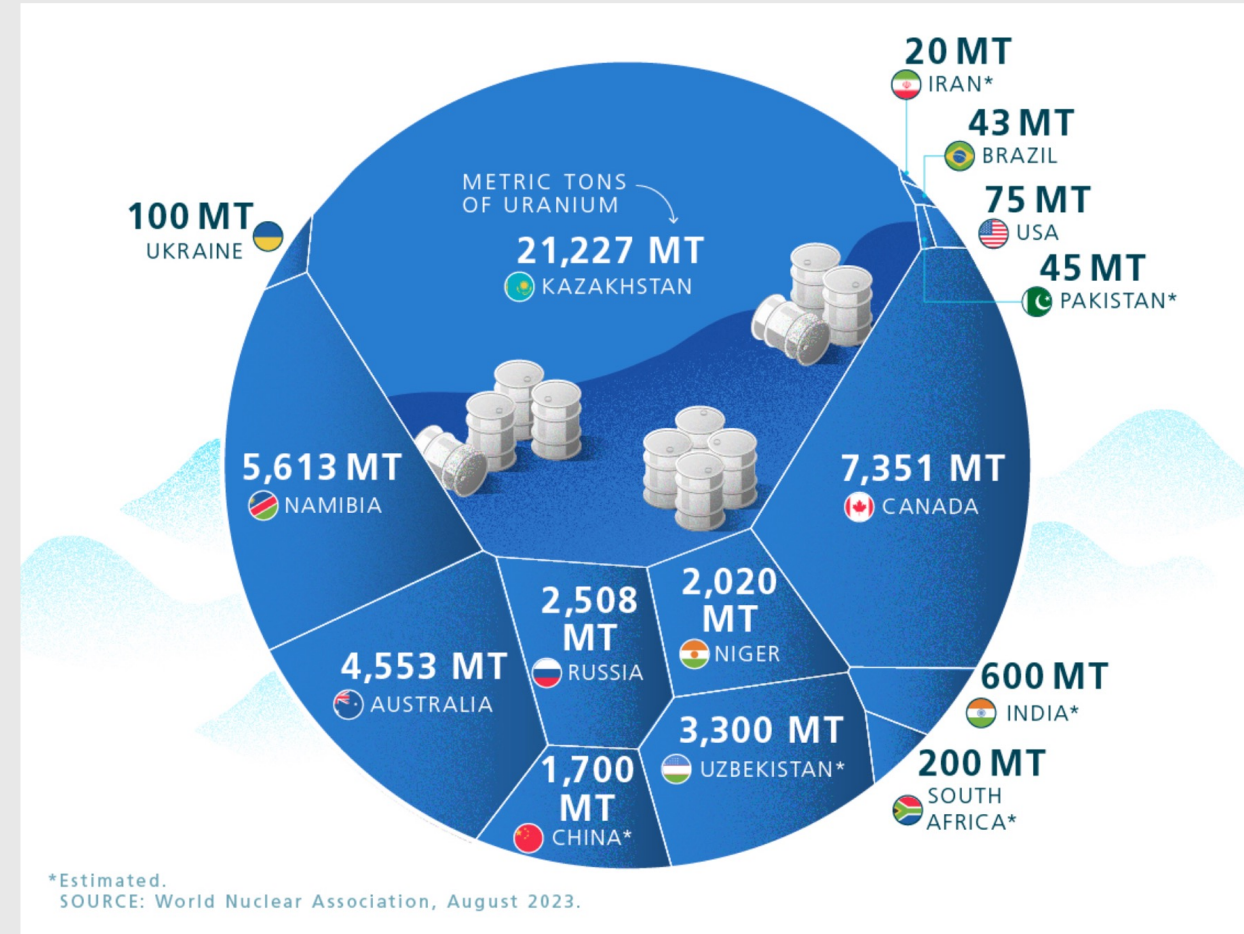 20 MT
IRAN*
43 MT
BRAZIL
75 MT
USA
45 MT
PAKISTAN*
100 MT
UKRAINE
METRIC TONS
OF URANIUM
21,227 MT
KAZAKHSTAN
5,613 MT
NAMIBIA
7,351 MT
CANADA
4,553 MT
AUSTRALIA
2,508
MT
RUSSIA
2,020
MT
NIGER
3,300 MT
UZBEKISTAN*
1,700
MT
CHINA*
600 MT
INDIA*
200 MT
SOUTH
AFRICA*
*Estimated.
SOURCE: World Nuclear Association, August 2023.